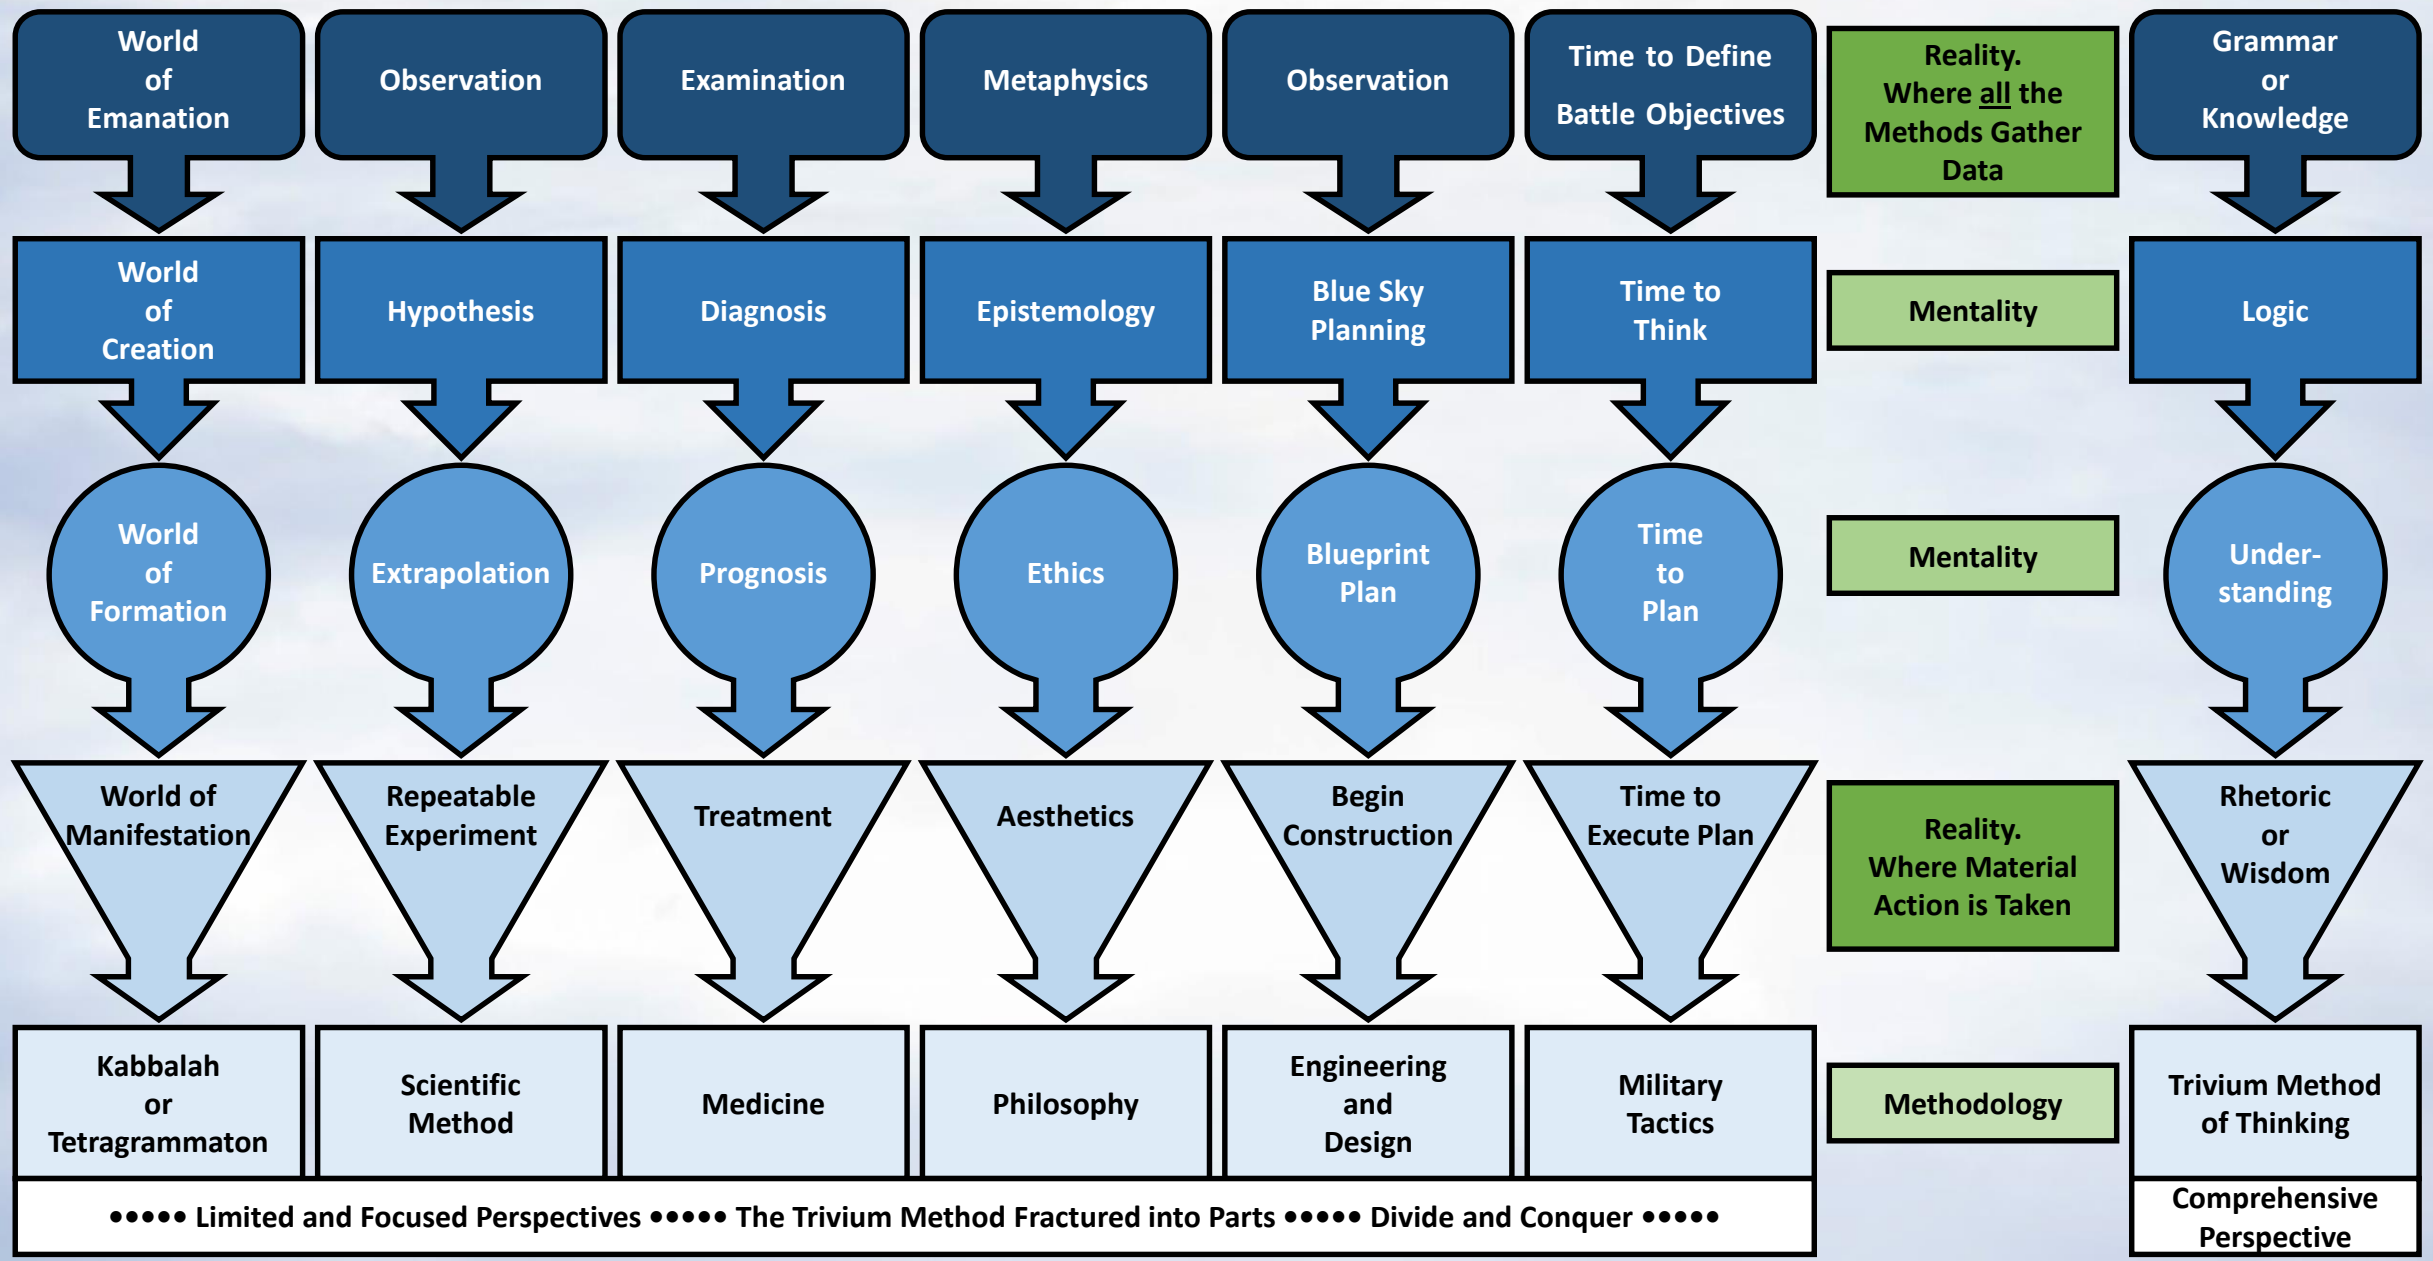 World
of
Emanation
Observation
Examination
Metaphysics
Observation
Time to Define
Battle Objectives
Reality.
Where all the
Methods Gather
Data
Grammar
or
Knowledge
World
of
Creation
Hypothesis
Diagnosis
Epistemology
Blue Sky
Planning
Time to
Think
Mentality
Logic
World
of
Formation
Extrapolation
Prognosis
Ethics
Blueprint
Plan
Time
to
Plan
Mentality
Under-
standing
World of
Manifestation
Repeatable
Experiment
Treatment
Aesthetics
Begin
Construction
Time to
Execute Plan
Reality.
Where Material
Action is Taken
Rhetoric
or
Wisdom
Kabbalah
or
Tetragrammaton
Scientific
Method
Medicine
Philosophy
Engineering
and
Design
Military
Tactics
Methodology
Trivium Method
of Thinking
••••• Limited and Focused Perspectives ••••• The Trivium Method Fractured into Parts ••••• Divide and Conquer •••••
Comprehensive
Perspective